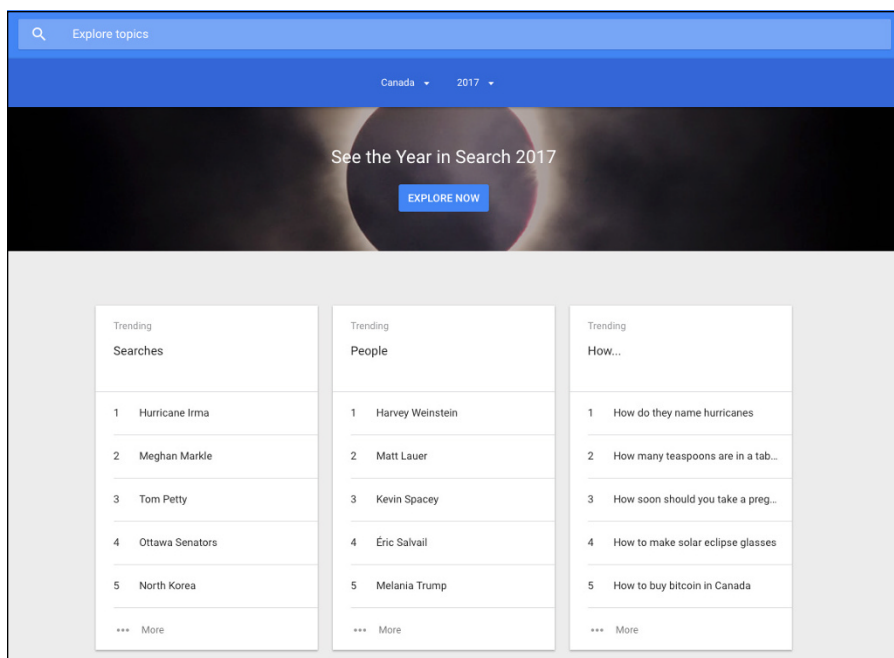 Explore topics
Canada
2017
See the Year in Search 2017
EXPLORE NOW
Trending
Searches
1 Hurricane Irma
2 Meghan Markle
3 Tom Petty
4 Ottawa Senators
5 North Korea
••• More
Trending
People
1 Harvey Weinstein
2 Matt Lauer
3 Kevin Spacey
4 Éric Salvail
5 Melania Trump
••• More
Trending
How...
1 How do they name hurricanes
2 How many teaspoons are in a tab...
3 How soon should you take a preg...
4 How to make solar eclipse glasses
5 How to buy bitcoin in Canada
••• More